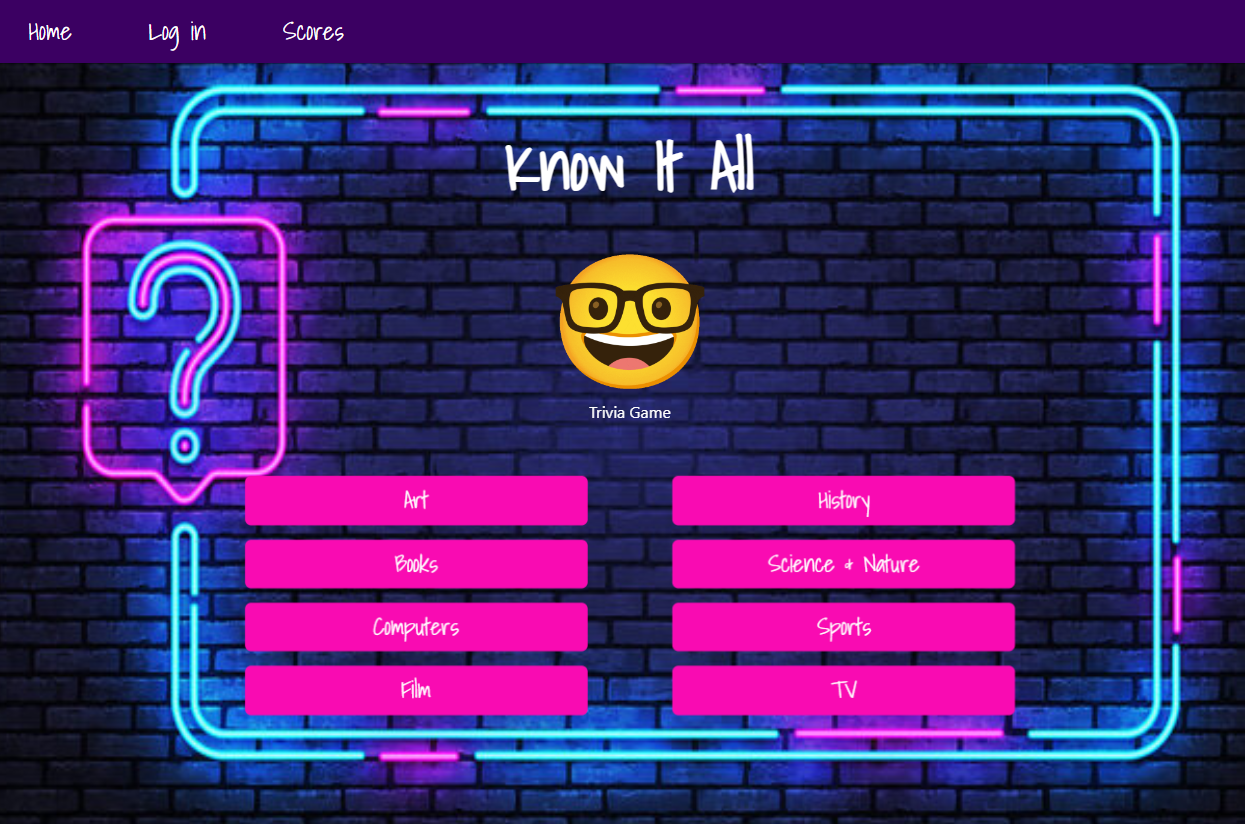 Home Log in Scores
Know It All
Trivia Game
Art History
Books Science & Nature
Computers Sports
Film TV